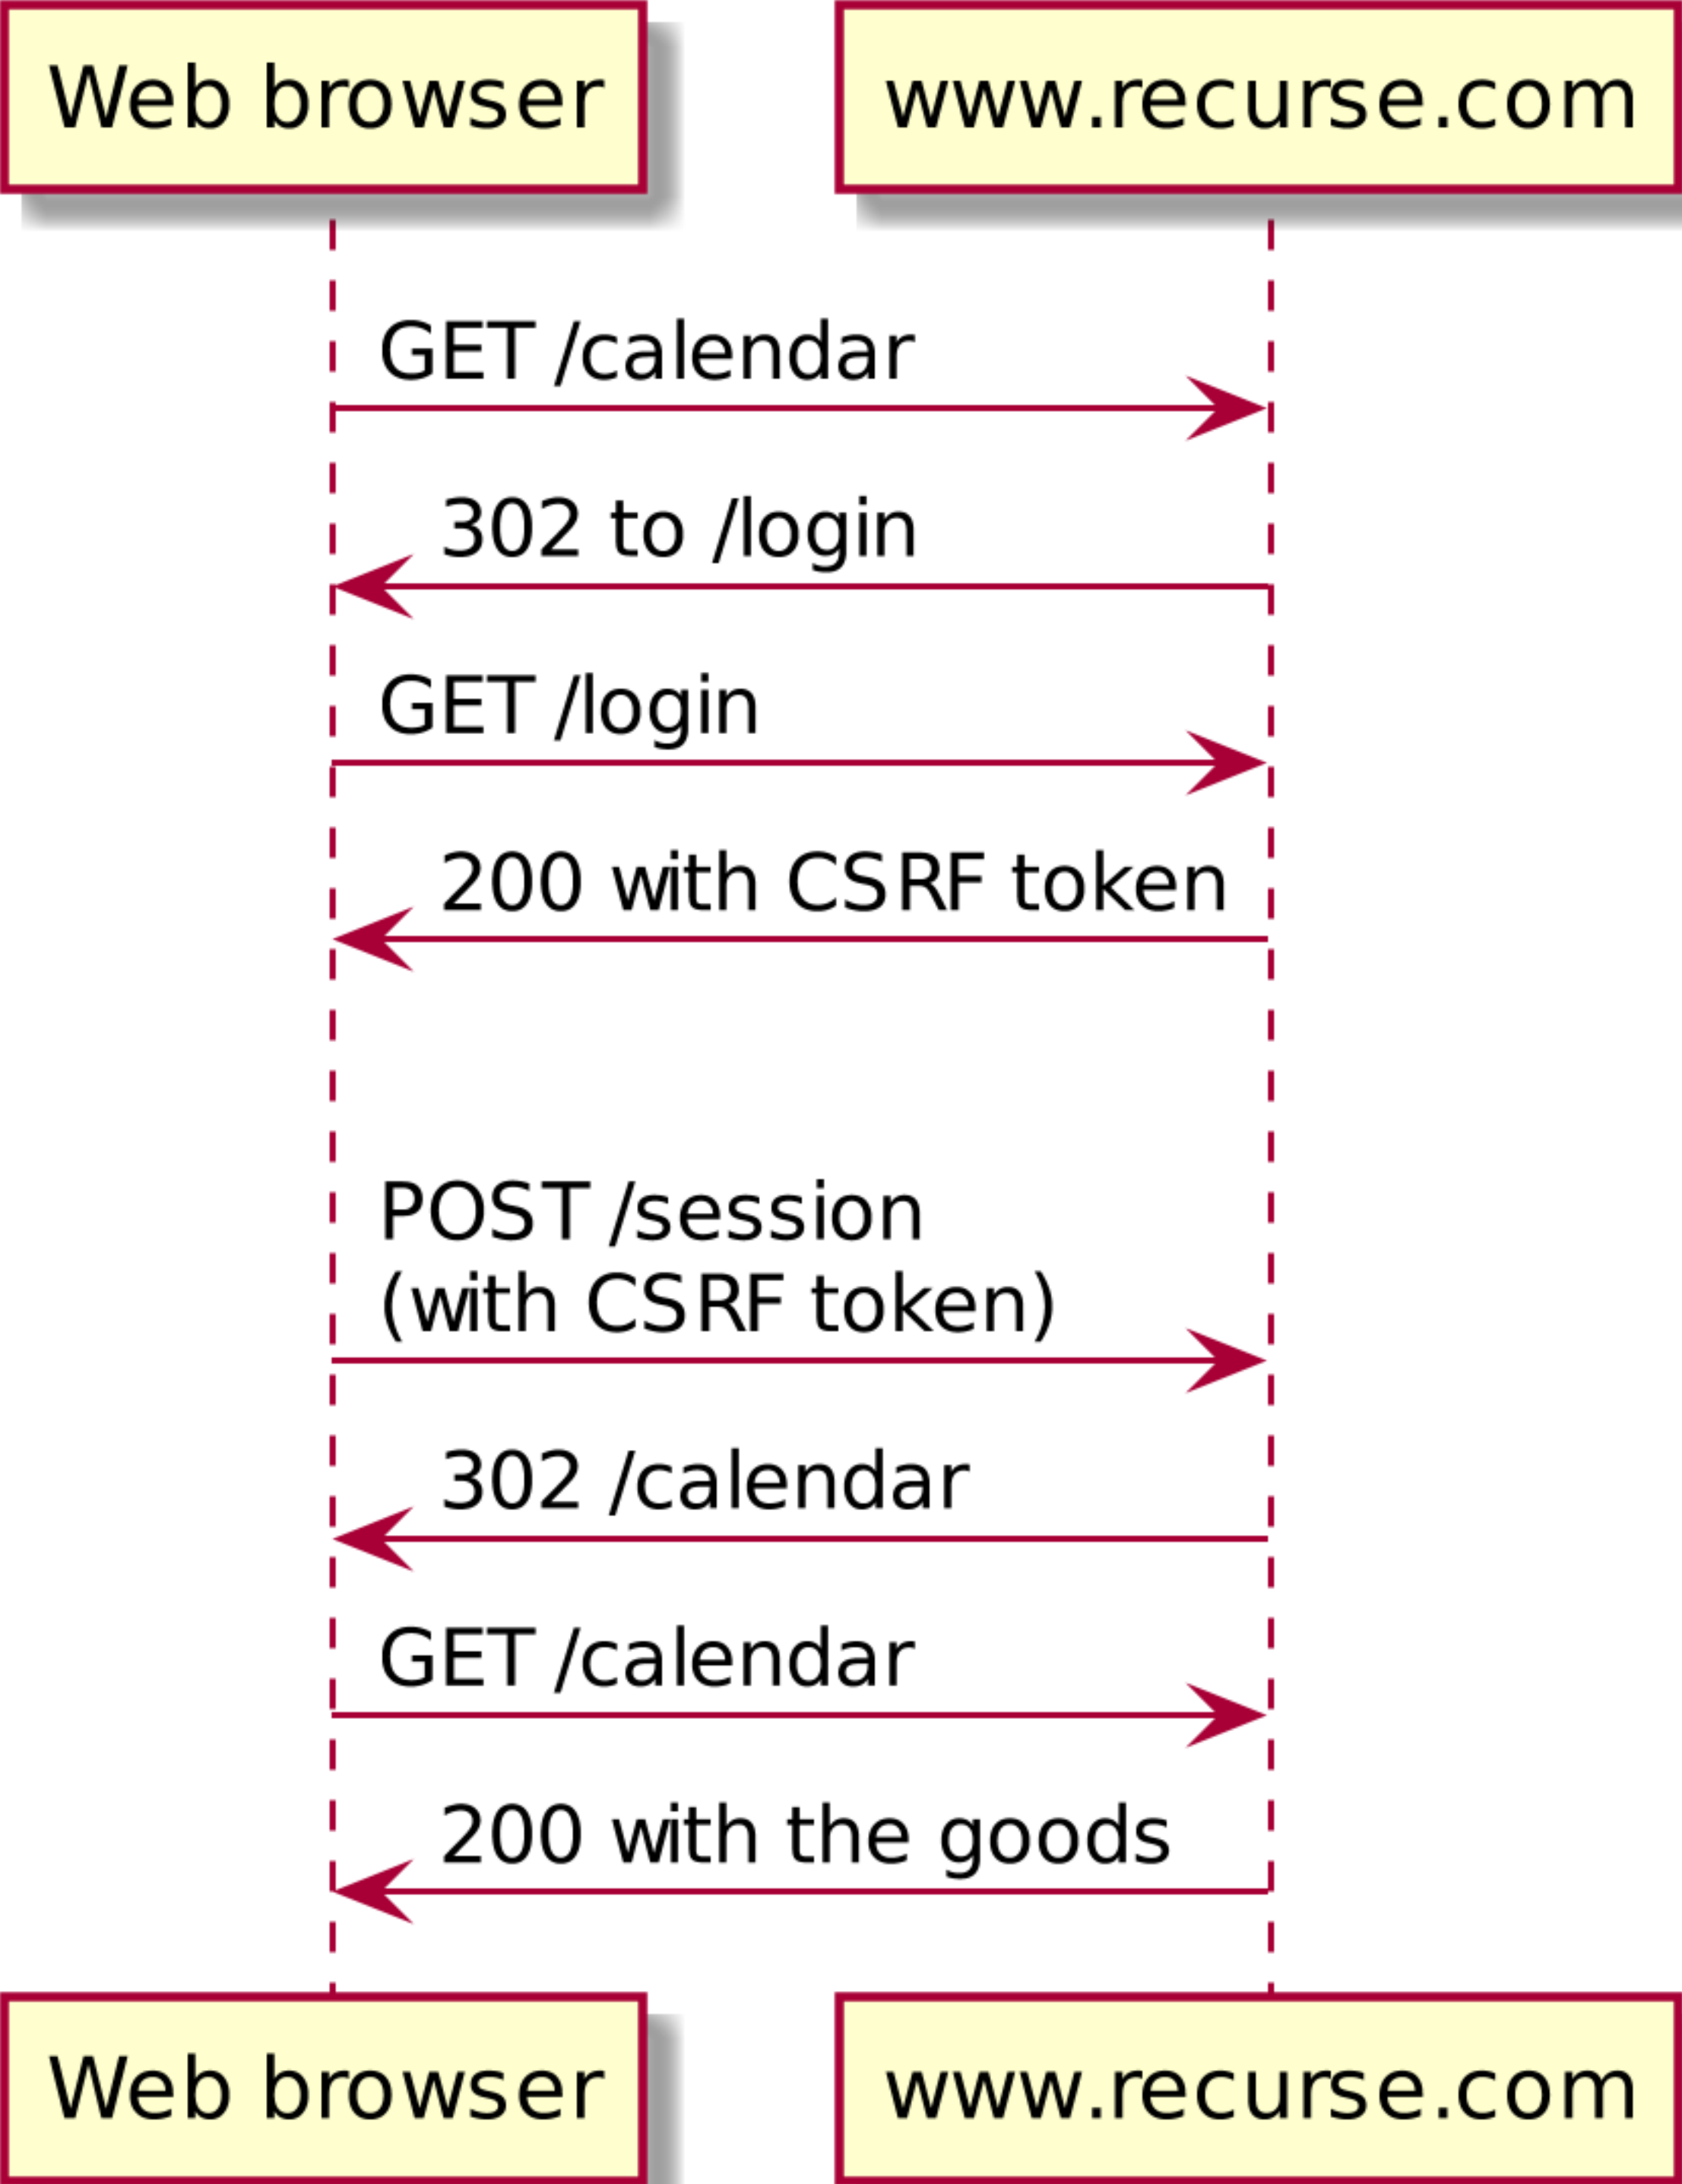 Web browser
www.recurse.com
GET /calendar
302 to /login
GET /login
200 with CSRF token
POST /session
(with CSRF token)
302 /calendar
GET /calendar
200 with the goods
Web browser
www.recurse.com